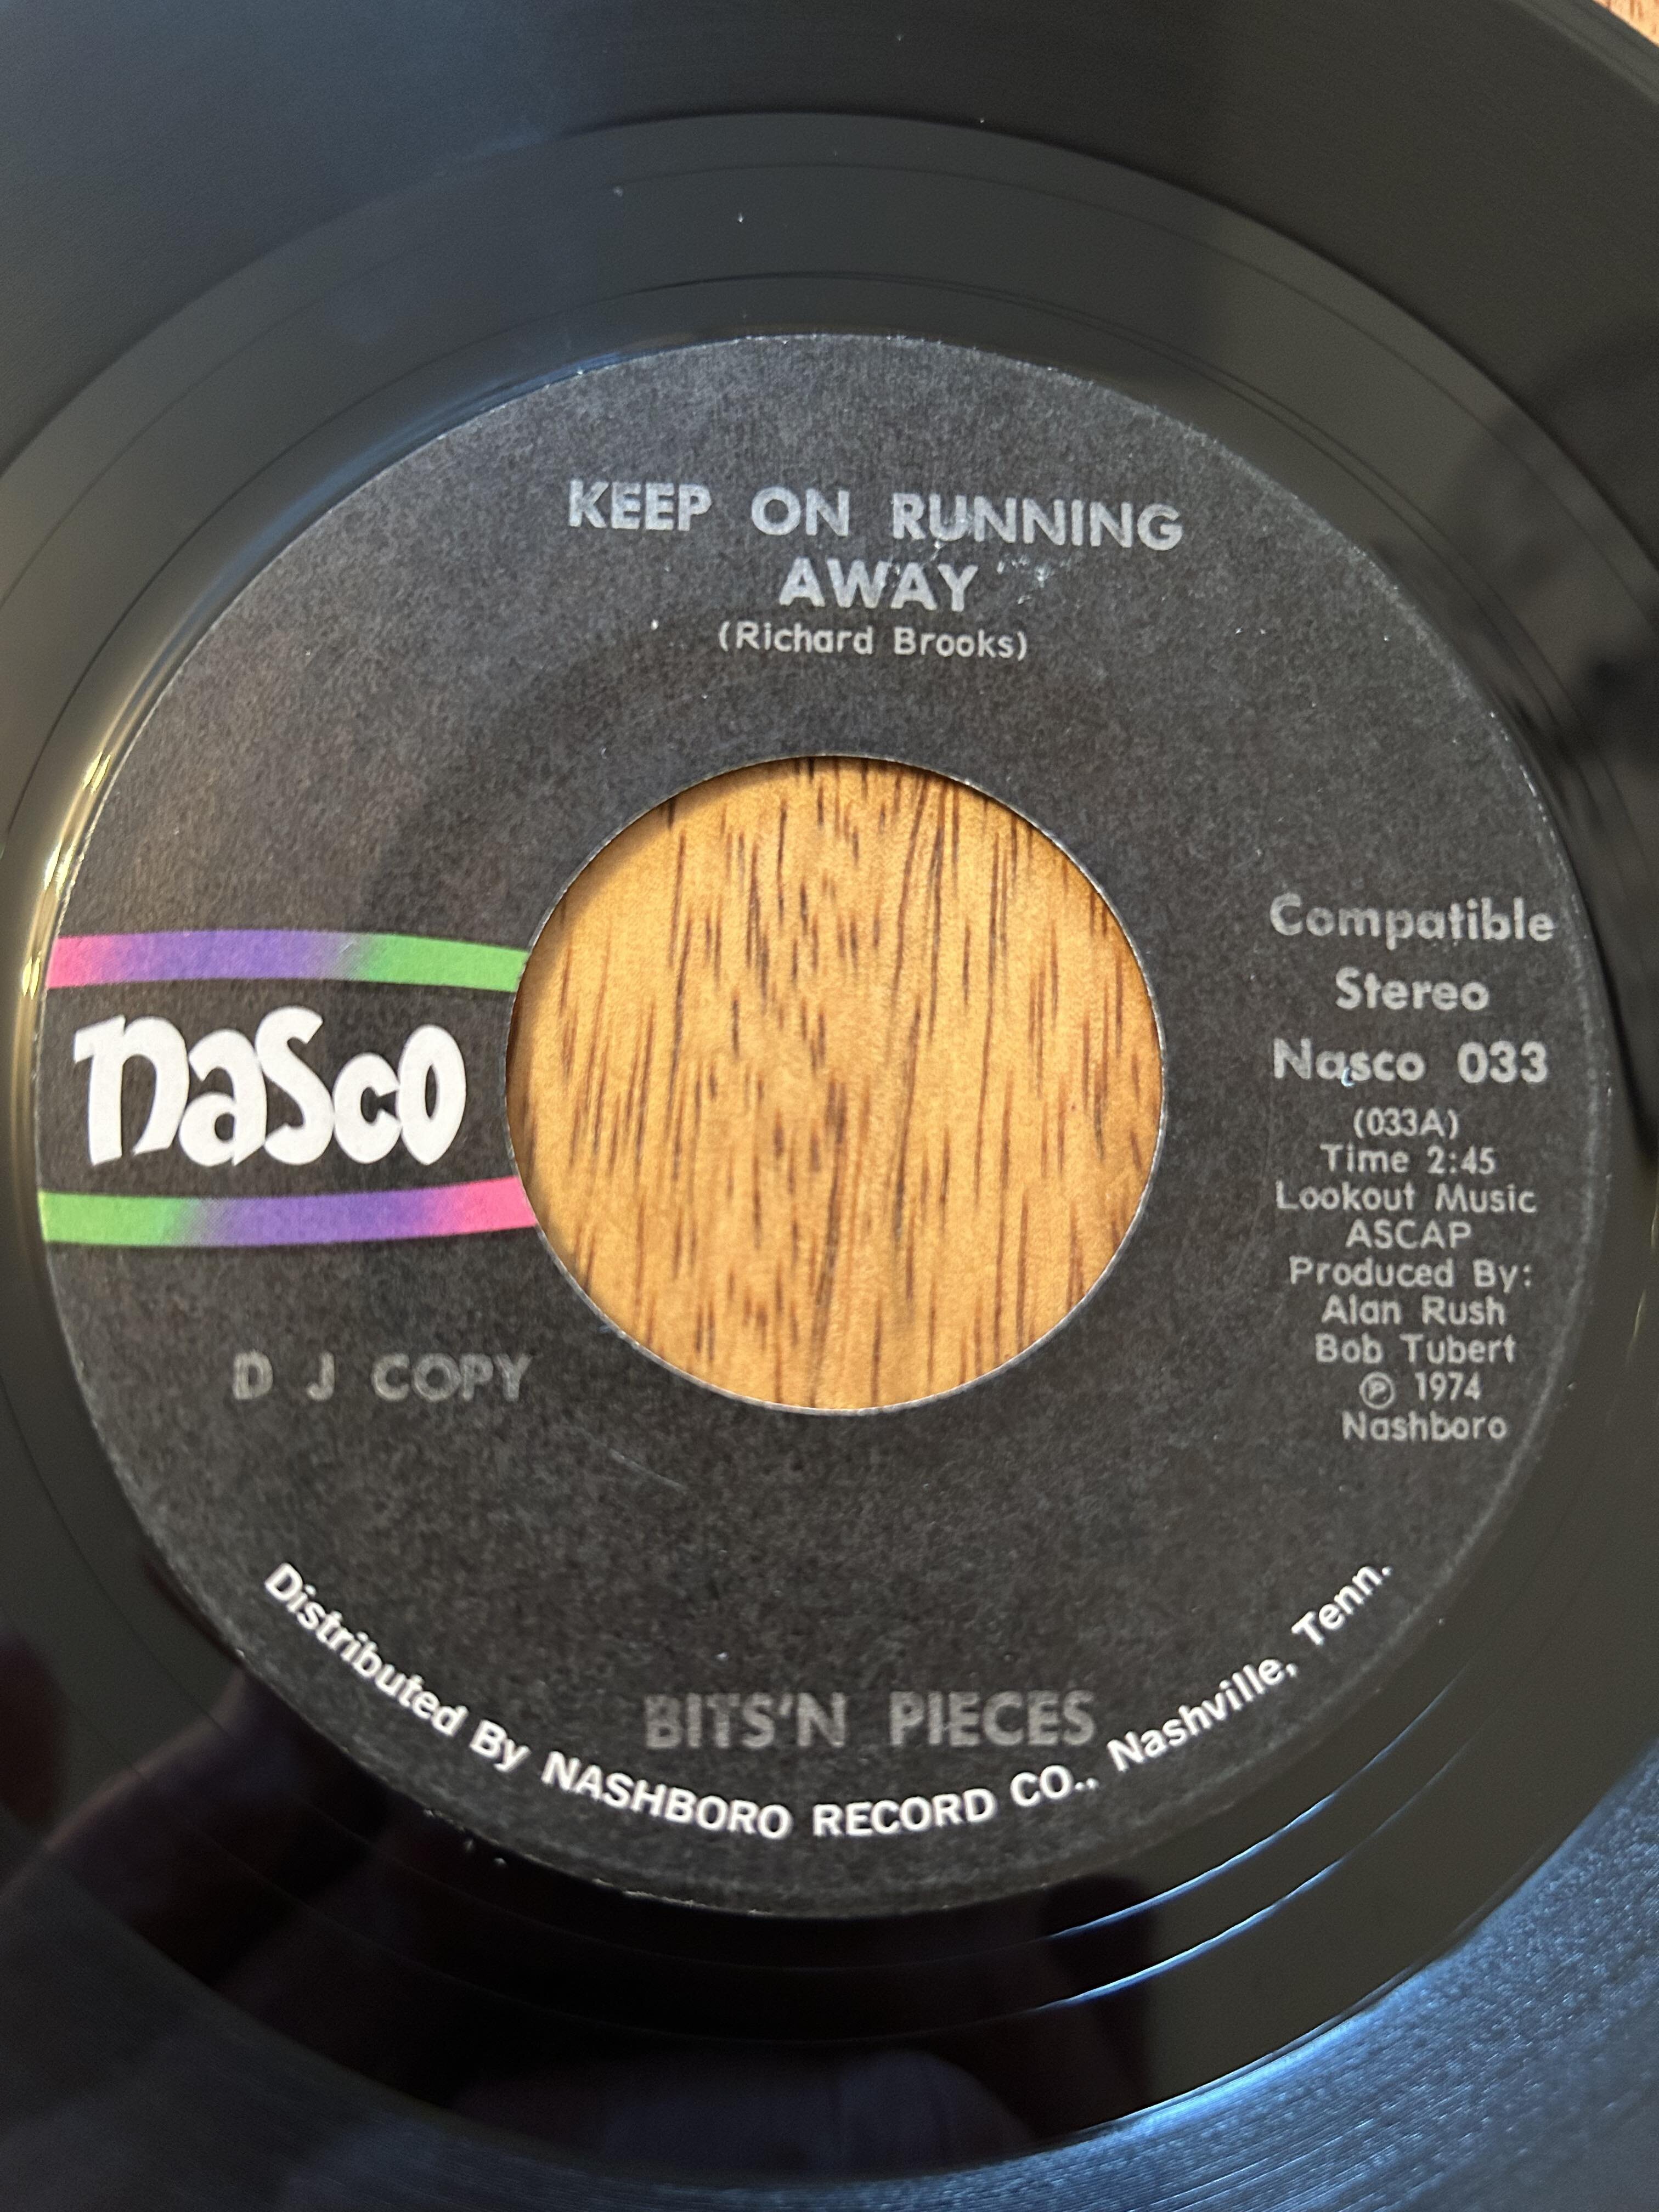 KEEP ON RUNNING
AWAY
(Richard Brooks)
nasco
D J COPY
Compatible
Stereo
Nasco 033
(033A)
Time 2:45
Lookout Music
ASCAP
Produced By:
Alan Rush
Bob Tubert
℗ 1974
Nashboro
BITS'N PIECES
Distributed By NASHBORO RECORD CO., Nashville, Tenn.